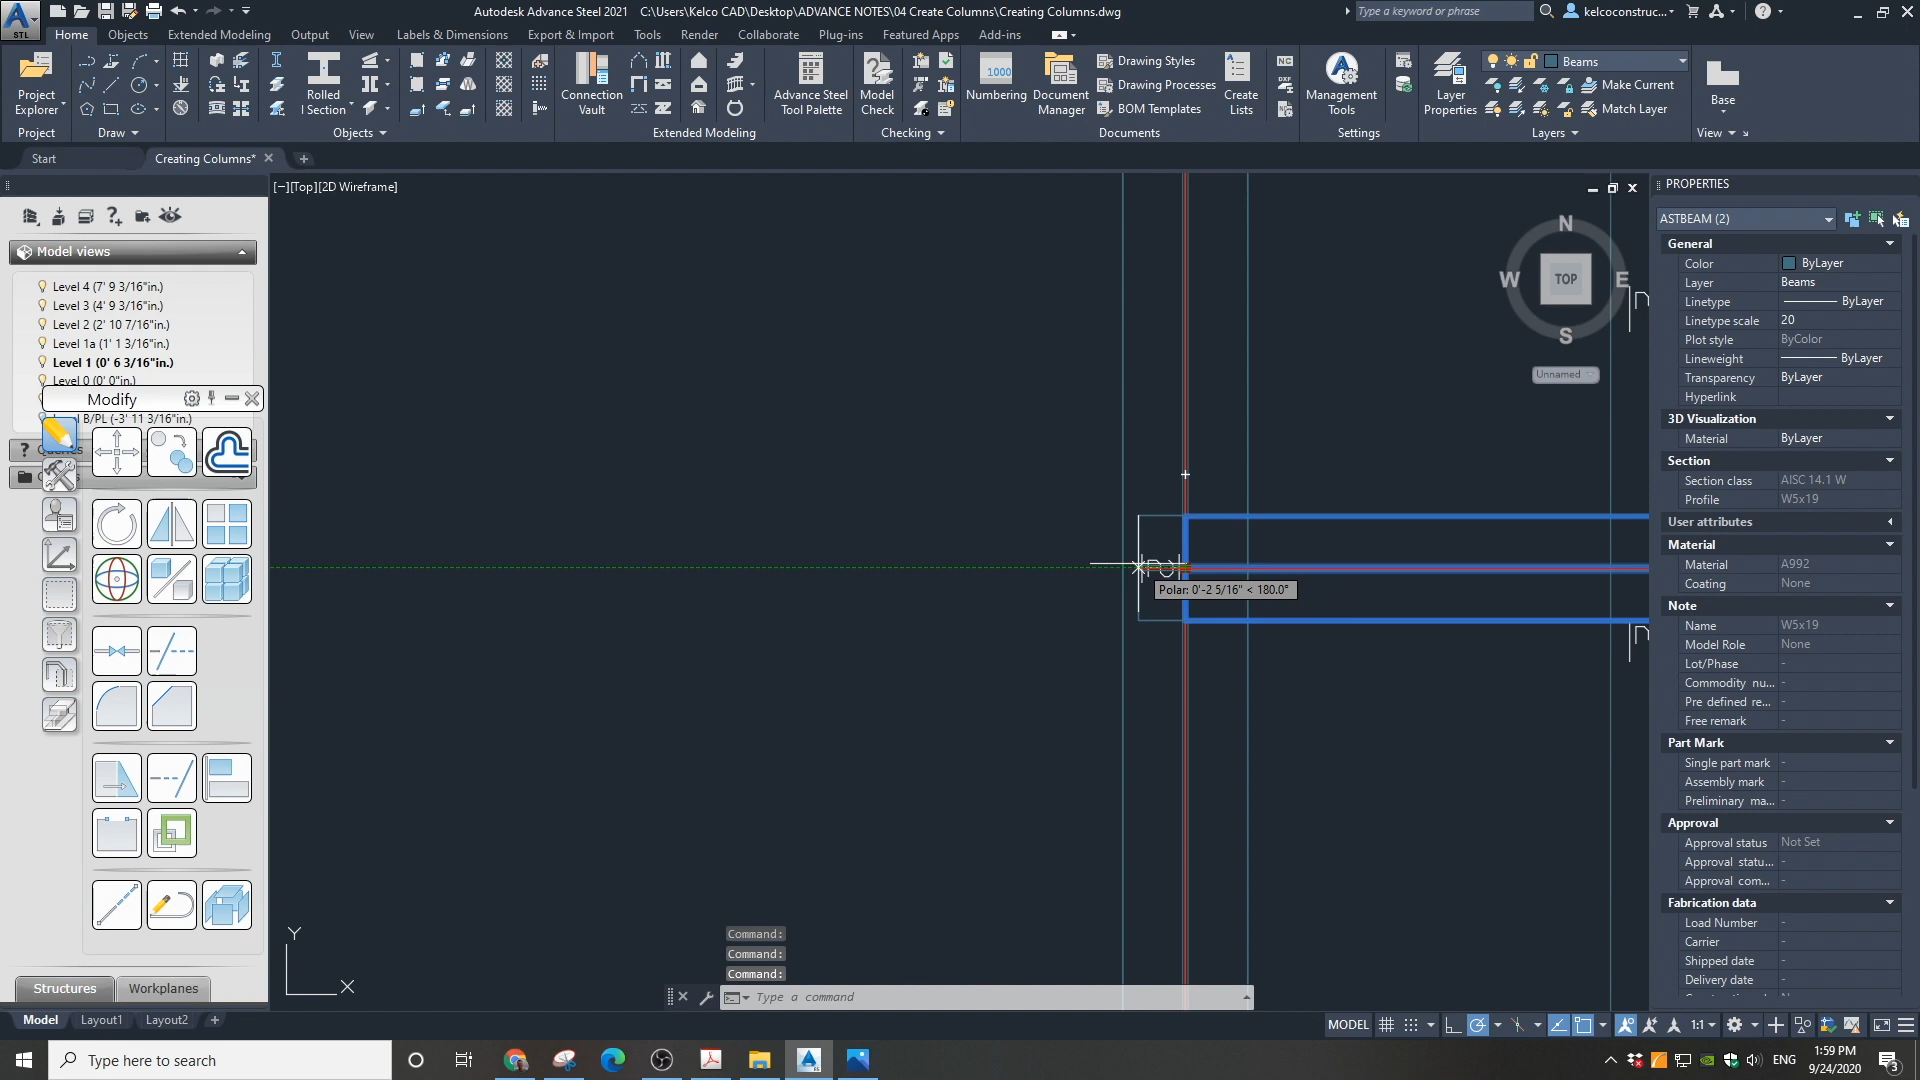 Autodesk Advance Steel 2021 C:\Users\Kelco CAD\Desktop\ADVANCE NOTES\04 Create Columns\Creating Columns.dwg
Type a keyword or phrase
kelcoconstruc...
STL
Home Objects Extended Modeling Output View Labels & Dimensions Export & Import Tools Render Collaborate Plug-ins Featured Apps Add-ins
Project Explorer
Rolled I Section
Connection Vault
Advance Steel Tool Palette
Model Check
1000
Numbering
Document Manager
Drawing Styles
Drawing Processes
BOM Templates
Create Lists
NC
DXF
Management Tools
Layer Properties
Beams
Make Current
Match Layer
Base
Project Draw Objects Extended Modeling Checking Documents Settings Layers View
Start
Creating Columns*
[−][Top][2D Wireframe]
Model views
Level 4 (7' 9 3/16"in.)
Level 3 (4' 9 3/16"in.)
Level 2 (2' 10 7/16"in.)
Level 1a (1' 1 3/16"in.)
Level 1 (0' 6 3/16"in.)
Level 0 (0' 0"in.)
Modify
B/PL (-3' 11 3/16"in.)
Structures
Workplanes
N
W
TOP
E
S
Unnamed
Polar: 0'-2 5/16" < 180.0°
Y
X
Command:
Command:
Command:
Type a command
PROPERTIES
ASTBEAM (2)
General
Color ByLayer
Layer Beams
Linetype ByLayer
Linetype scale 20
Plot style ByColor
Lineweight ByLayer
Transparency ByLayer
Hyperlink
3D Visualization
Material ByLayer
Section
Section class AISC 14.1 W
Profile W5x19
User attributes
Material
Material A992
Coating None
Note
Name W5x19
Model Role None
Lot/Phase -
Commodity nu... -
Pre defined re... -
Free remark -
Part Mark
Single part mark -
Assembly mark -
Preliminary ma... -
Approval
Approval status Not Set
Approval statu... -
Approval com... -
Fabrication data
Load Number -
Carrier -
Shipped date -
Delivery date -
Model Layout1 Layout2
MODEL
1:1
Type here to search
ENG
1:59 PM
9/24/2020
3